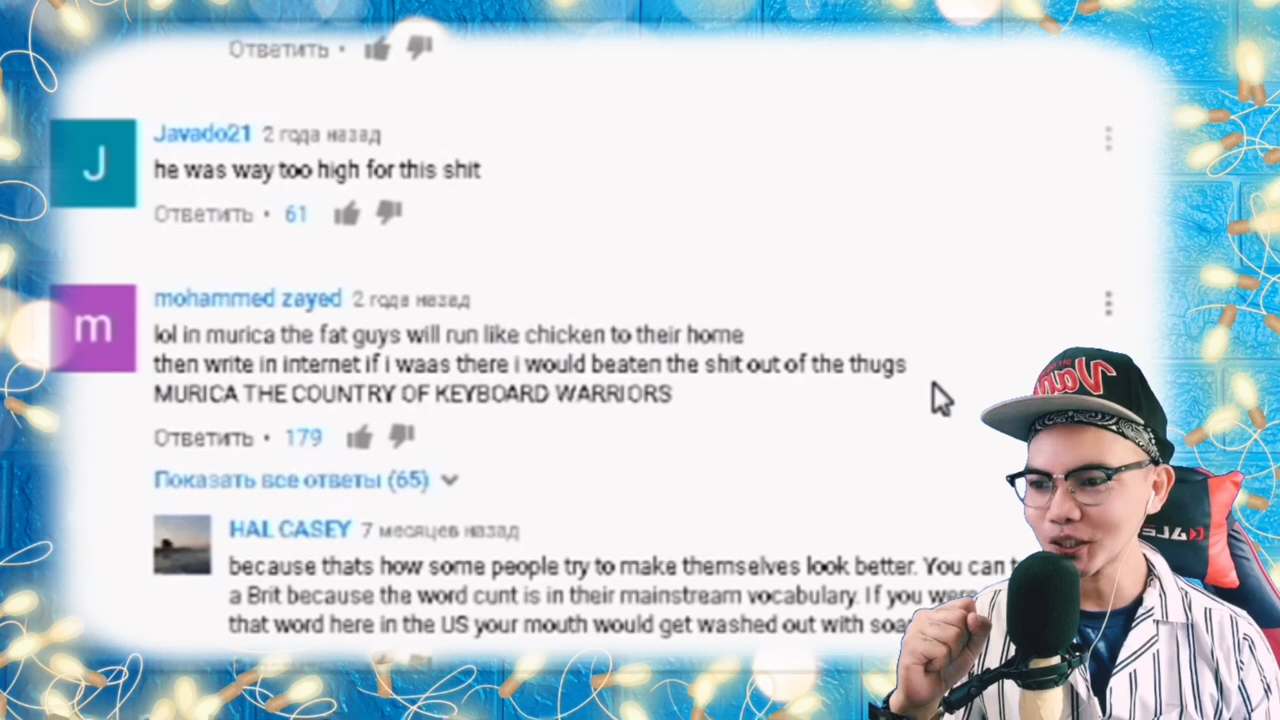 Ответить •
J
Javado21 2 года назад
he was way too high for this shit
Ответить • 61
m
mohammed zayed 2 года назад
lol in murica the fat guys will run like chicken to their home
then write in internet if i waas there i would beaten the shit out of the thugs
MURICA THE COUNTRY OF KEYBOARD WARRIORS
Ответить • 179
Показать все ответы (65)
HAL CASEY 7 месяцев назад
because thats how some people try to make themselves look better. You can
a Brit because the word cunt is in their mainstream vocabulary. If you
that word here in the US your mouth would get washed out with